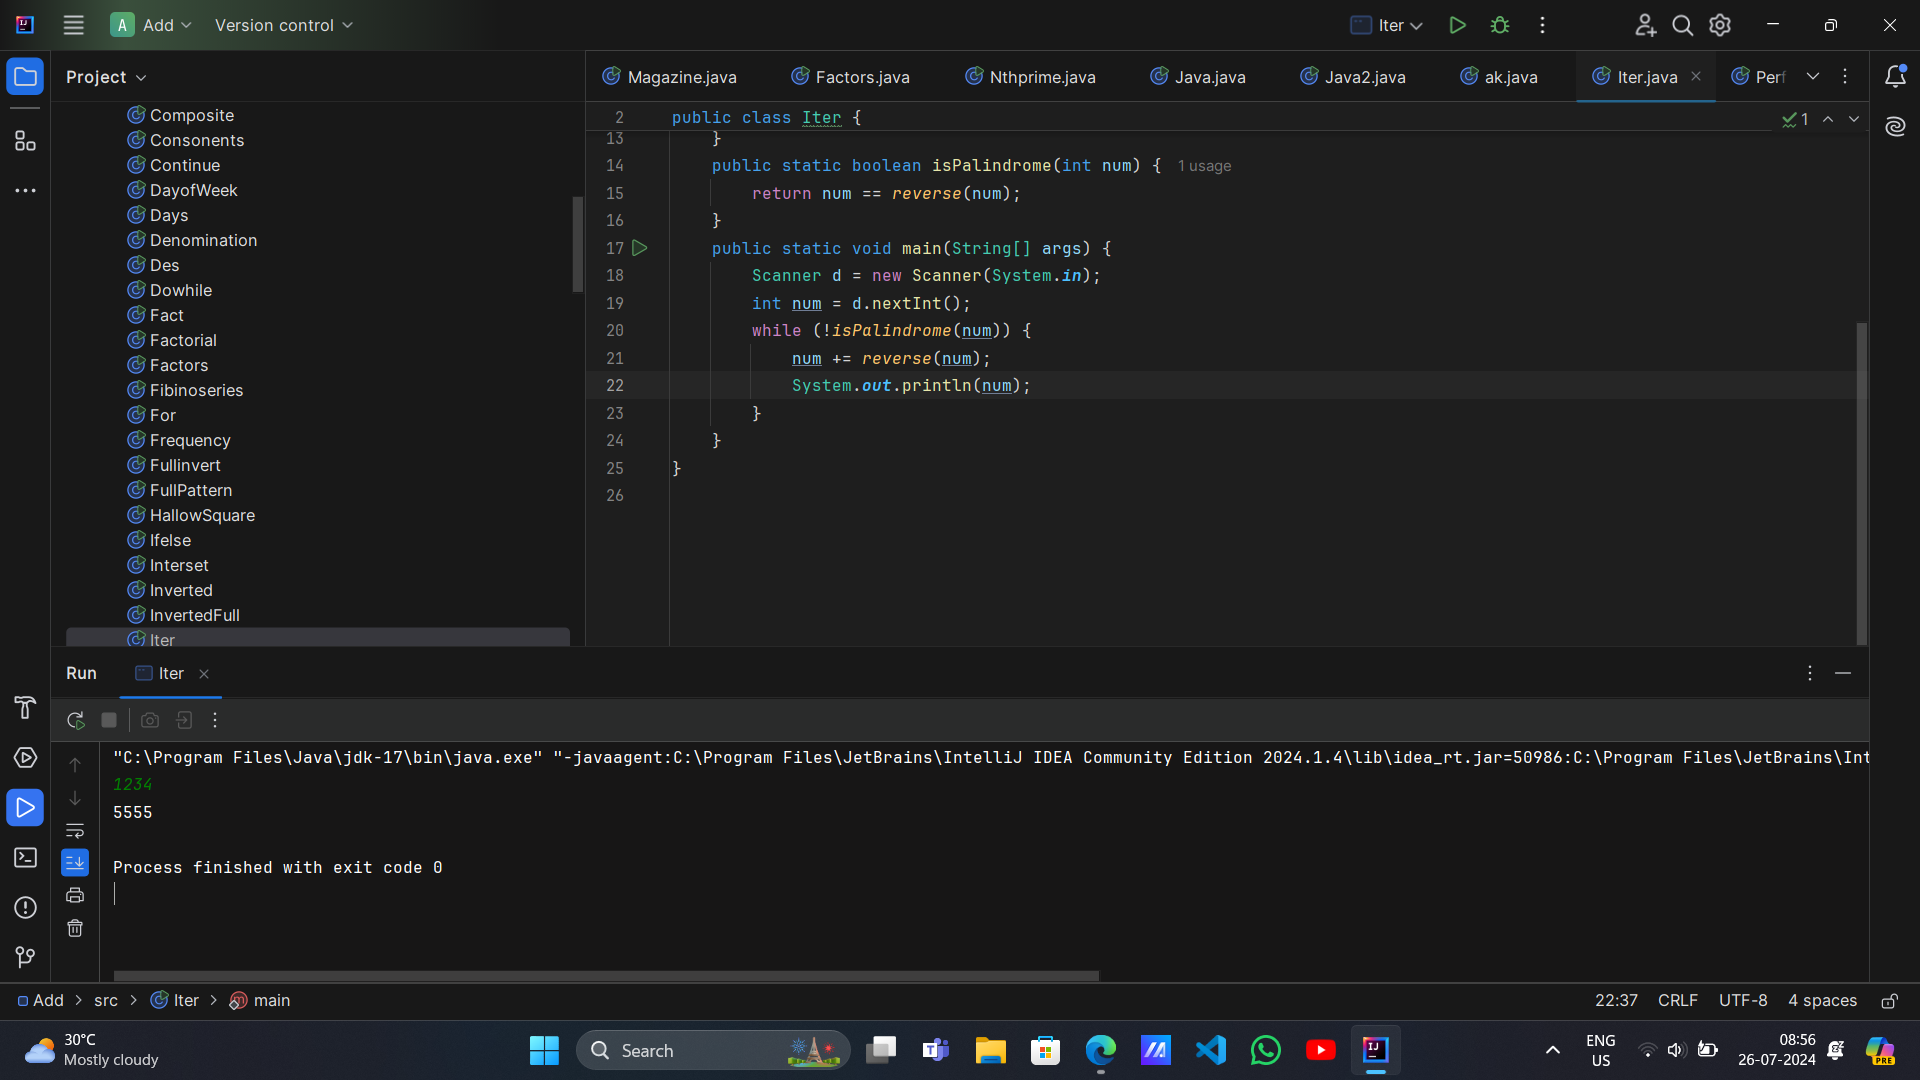 A Add Version control Iter
Project
Composite
Consonents
Continue
DayofWeek
Days
Denomination
Des
Dowhile
Fact
Factorial
Factors
Fibinoseries
For
Frequency
Fullinvert
FullPattern
HallowSquare
Ifelse
Interset
Inverted
InvertedFull
Iter
Magazine.java Factors.java Nthprime.java Java.java Java2.java ak.java Iter.java Perf
2 public class Iter { 1
13 }
14 public static boolean isPalindrome(int num) { 1 usage
15 return num == reverse(num);
16 }
17 public static void main(String[] args) {
18 Scanner d = new Scanner(System.in);
19 int num = d.nextInt();
20 while (!isPalindrome(num)) {
21 num += reverse(num);
22 System.out.println(num);
23 }
24 }
25 }
26
Run Iter
"C:\Program Files\Java\jdk-17\bin\java.exe" "-javaagent:C:\Program Files\JetBrains\IntelliJ IDEA Community Edition 2024.1.4\lib\idea_rt.jar=50986:C:\Program Files\JetBrains\Int
1234
5555
Process finished with exit code 0
Add > src > Iter > main 22:37 CRLF UTF-8 4 spaces
30°C
Mostly cloudy
Search
ENG
US
08:56
26-07-2024
PRE